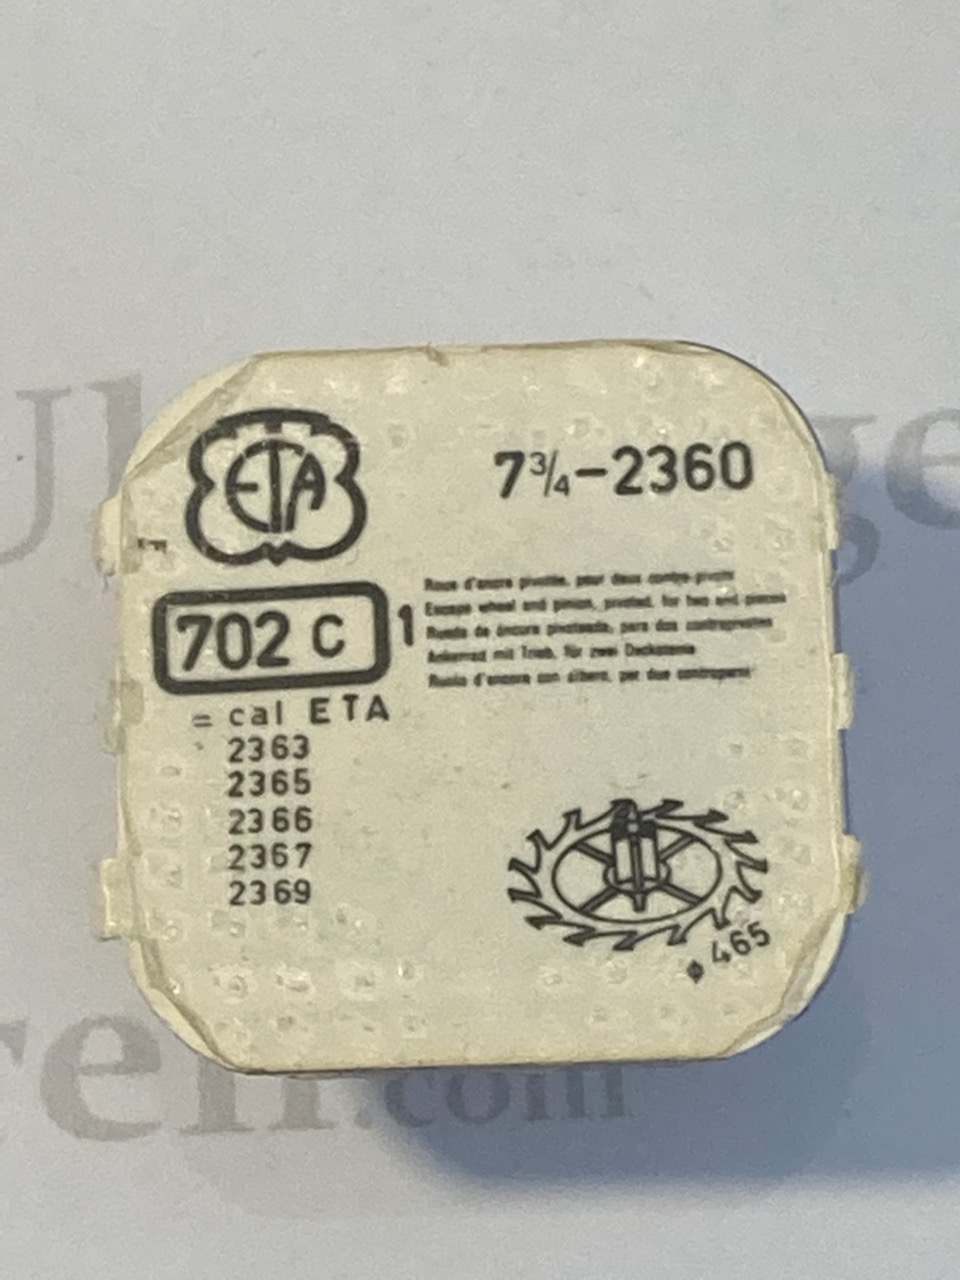 ETA
7¾-2360
702 C
1
Roue d'ancre pivotée, pour deux contre-pivots
Escape wheel and pinion, pivoted, for two end-pieces
Rueda de áncora pivoteada, para dos contrapivotes
Ankerrad mit Trieb, für zwei Decksteine
Ruota d'ancora con albero, per due controperni
= cal ETA
2363
2365
2366
2367
2369
⌀ 465
.com